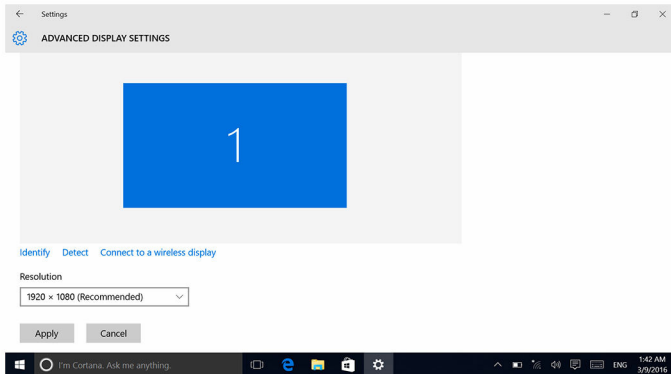 Settings
ADVANCED DISPLAY SETTINGS
1
Identify Detect Connect to a wireless display
Resolution
1920 × 1080 (Recommended)
Apply Cancel
I'm Cortana. Ask me anything.
ENG
1:42 AM
3/9/2016